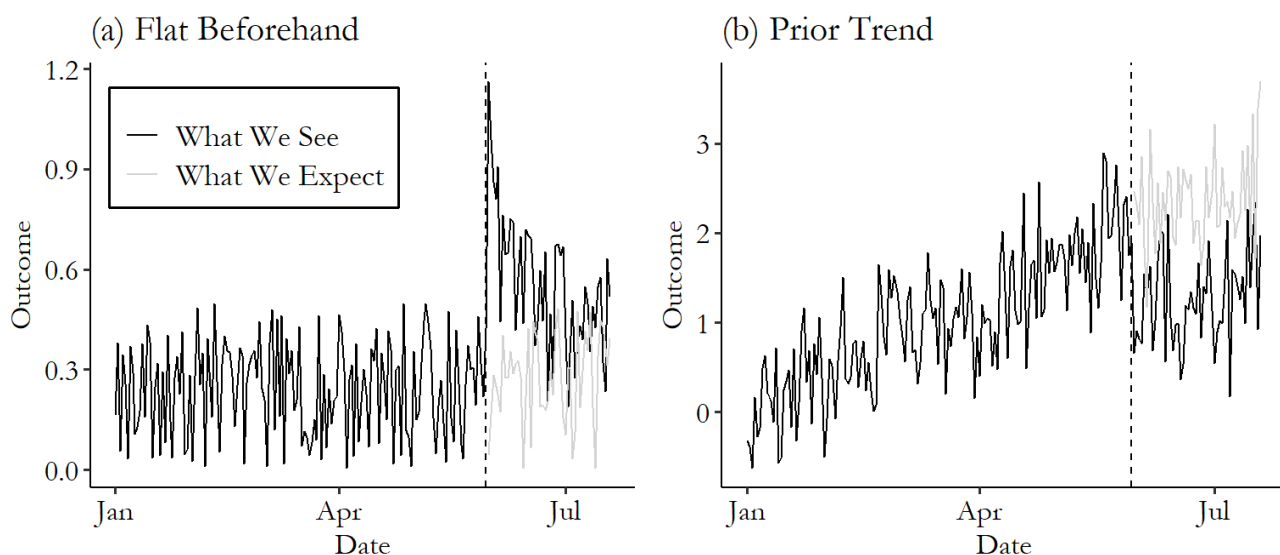 (a) Flat Beforehand
1.2
0.9
0.6
0.3
0.0
Outcome
What We See
What We Expect
Jan
Apr
Jul
Date
(b) Prior Trend
3
2
1
0
Outcome
Jan
Apr
Jul
Date